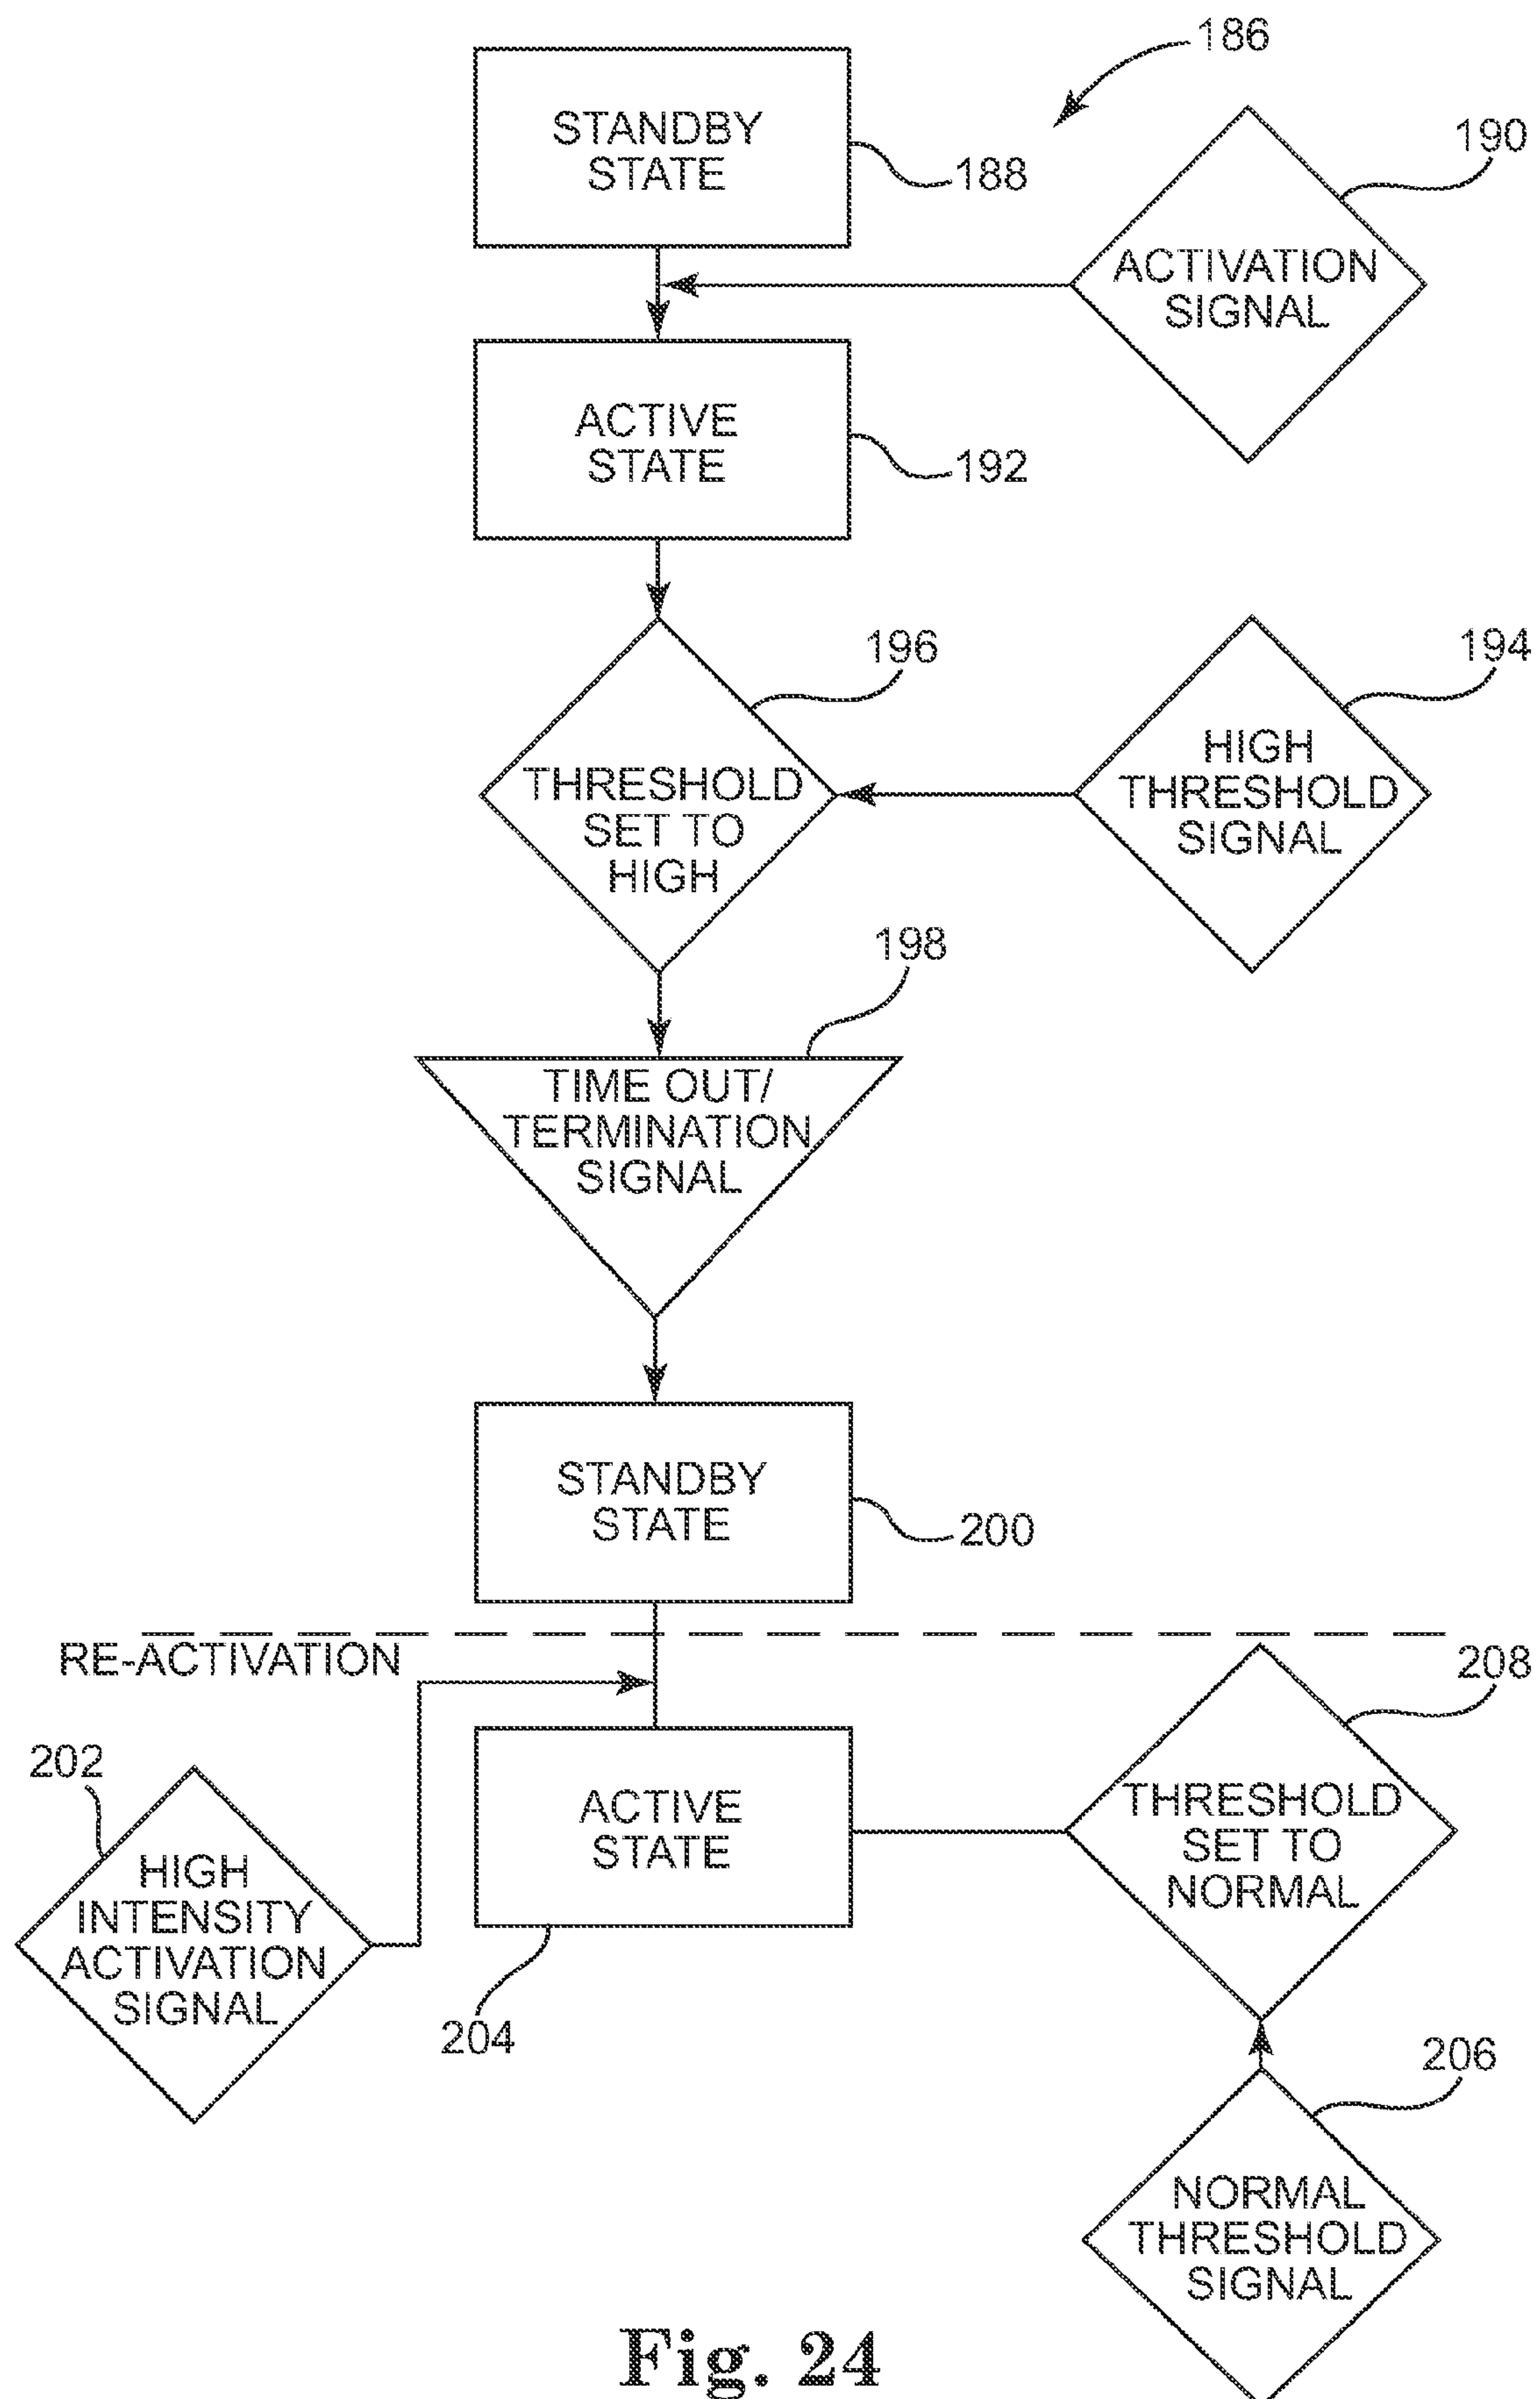 186
STANDBY
STATE
188
190
ACTIVATION
SIGNAL
ACTIVE
STATE
192
196
194
THRESHOLD
SET TO
HIGH
HIGH
THRESHOLD
SIGNAL
198
TIME OUT/
TERMINATION
SIGNAL
STANDBY
STATE
200
RE-ACTIVATION
208
202
HIGH
INTENSITY
ACTIVATION
SIGNAL
ACTIVE
STATE
204
THRESHOLD
SET TO
NORMAL
206
NORMAL
THRESHOLD
SIGNAL
Fig. 24